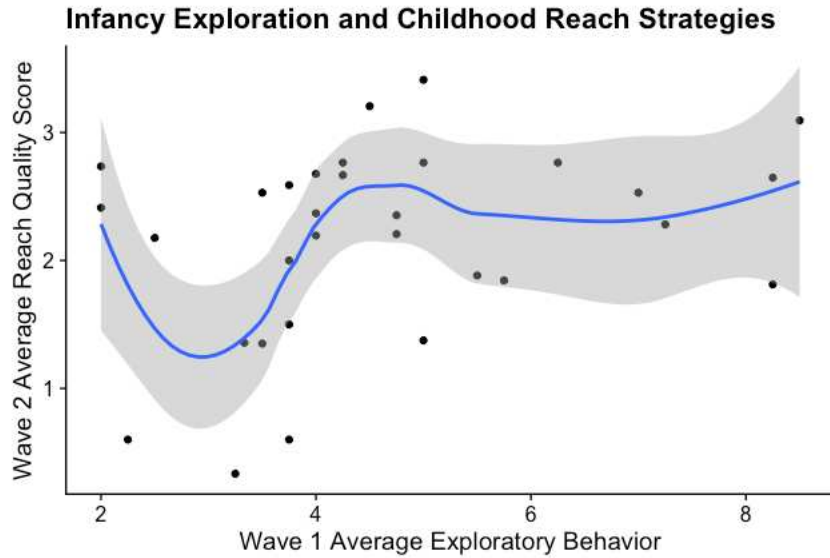 Infancy Exploration and Childhood Reach Strategies
Wave 2 Average Reach Quality Score
3
2
1
2
4
6
8
Wave 1 Average Exploratory Behavior